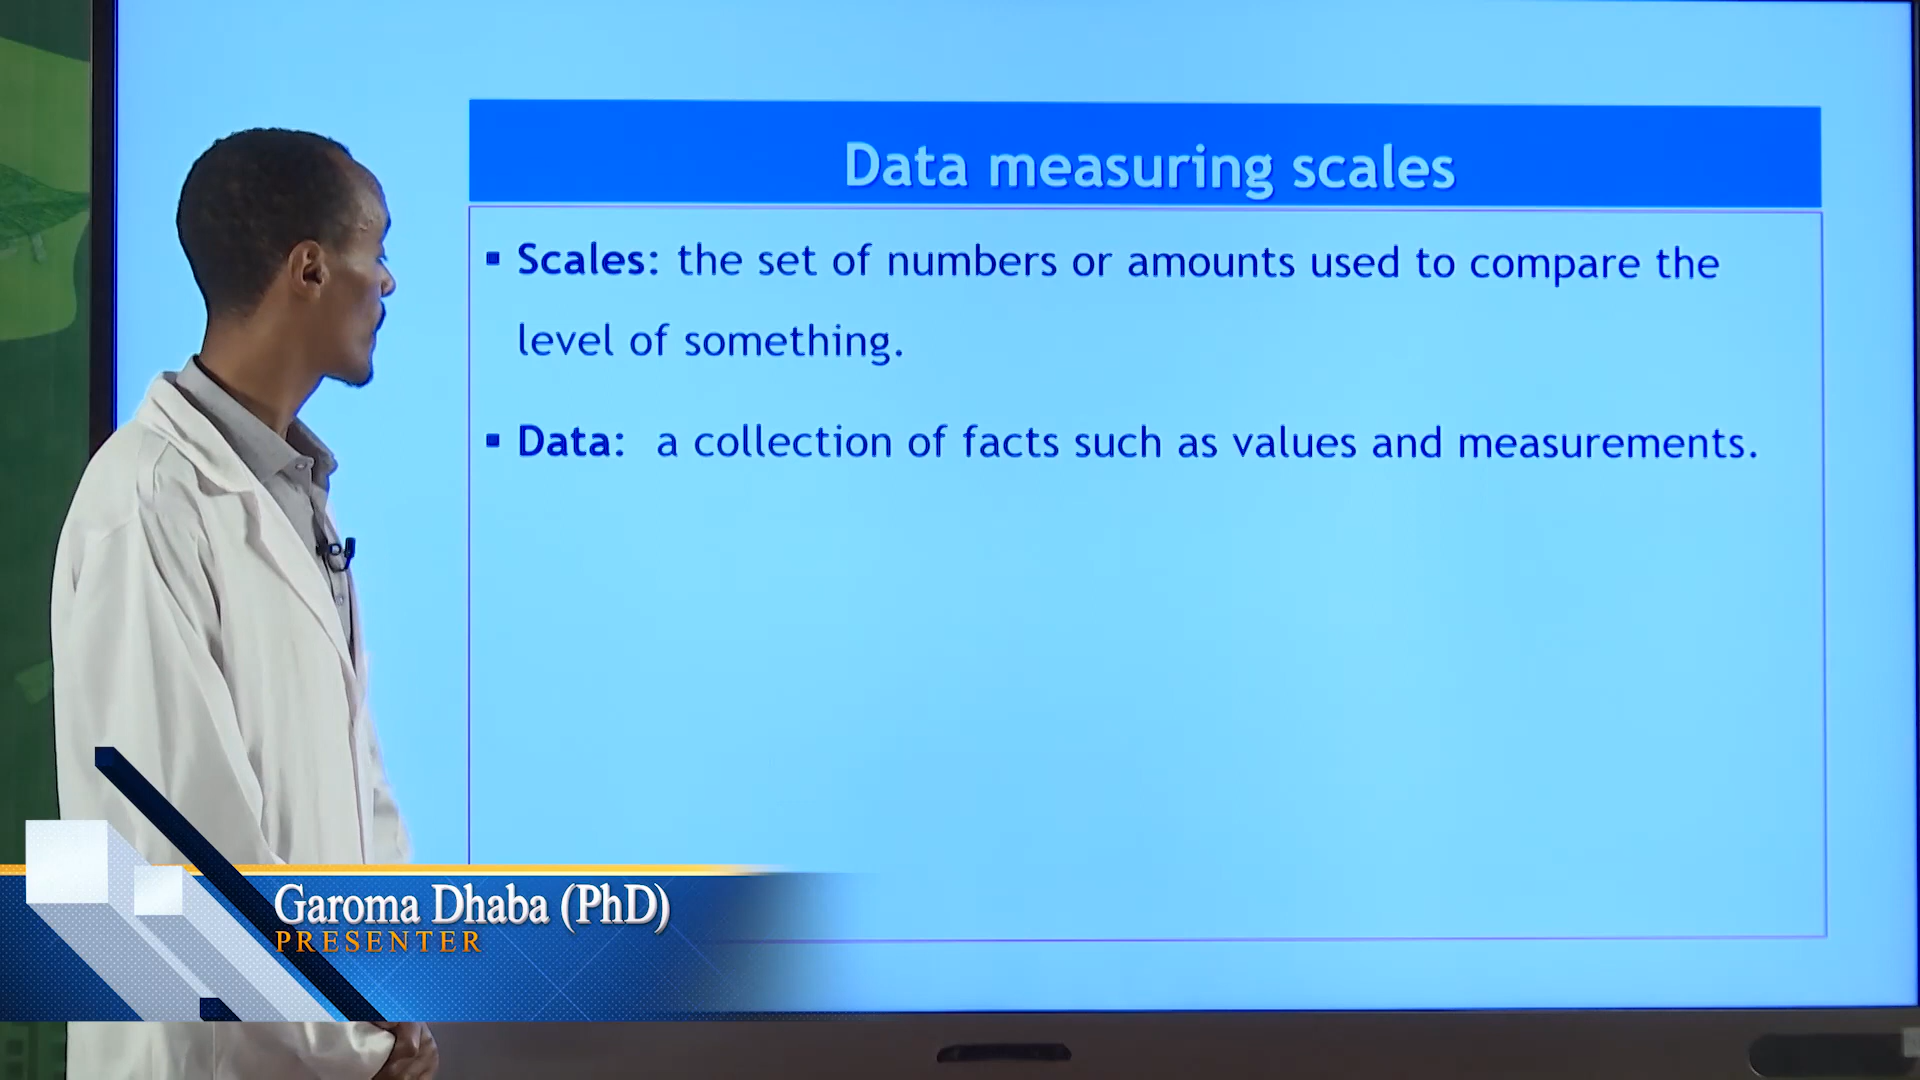 Data measuring scales
▪ Scales: the set of numbers or amounts used to compare the
level of something.
▪ Data: a collection of facts such as values and measurements.
Garoma Dhaba (PhD)
PRESENTER